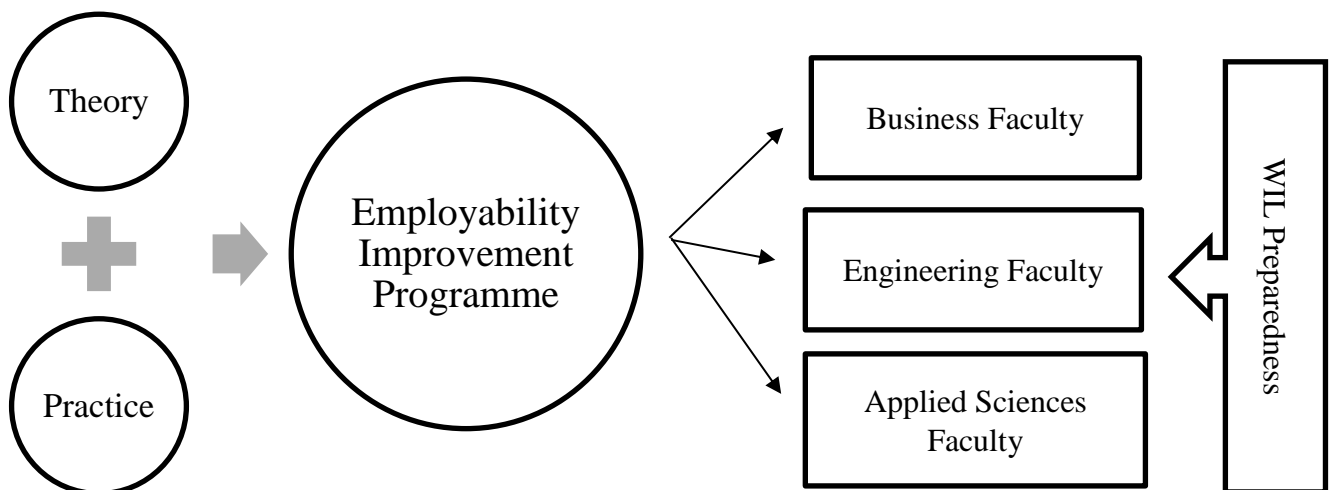 Theory
Practice
Employability
Improvement
Programme
Business Faculty
Engineering Faculty
Applied Sciences
Faculty
WIL Preparedness